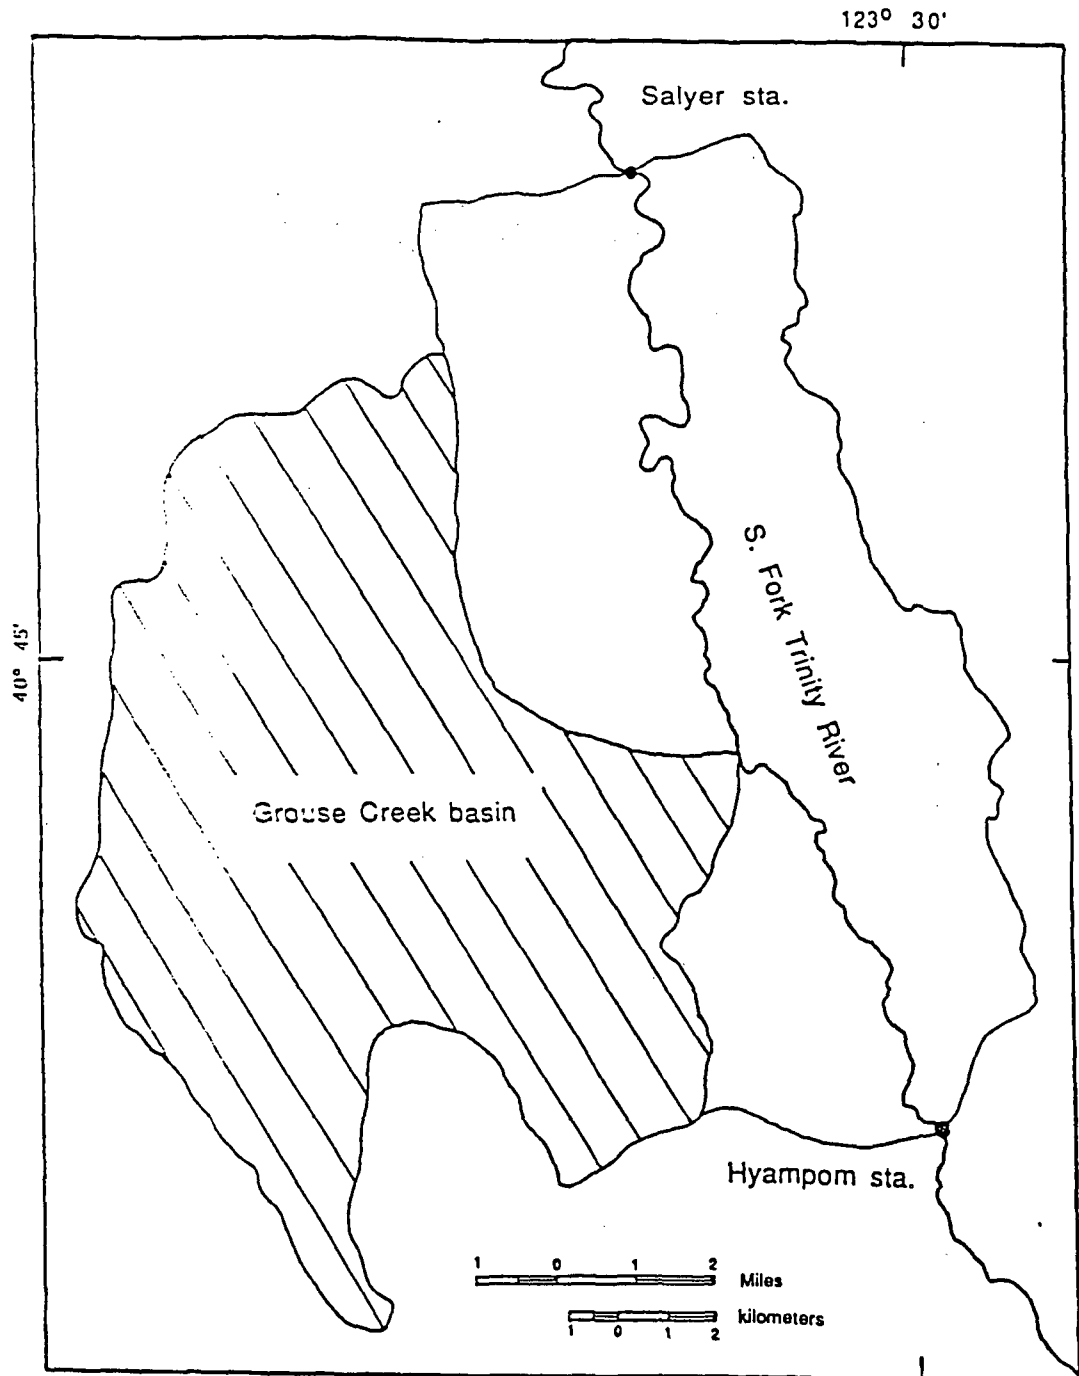 123° 30'
Salyer sta.
S. Fork Trinity River
40° 45'
Grouse Creek basin
Hyampom sta.
1 0 1 2 Miles
1 0 1 2 kilometers